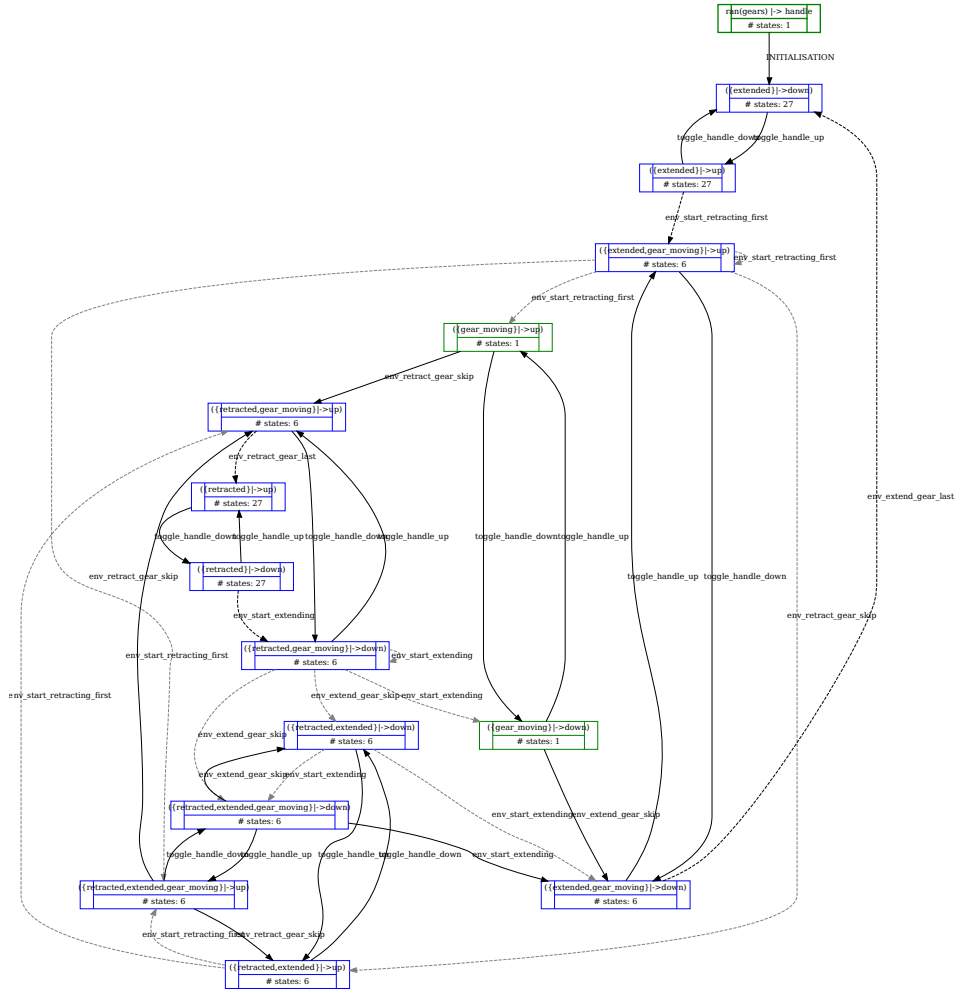 ran(gears) |-> handle
# states: 1
INITIALISATION
({extended}|->down)
# states: 27
toggle_handle_down
toggle_handle_up
({extended}|->up)
# states: 27
env_start_retracting_first
({extended,gear_moving}|->up)
# states: 6
env_start_retracting_first
env_start_retracting_first
({gear_moving}|->up)
# states: 1
env_retract_gear_skip
({retracted,gear_moving}|->up)
# states: 6
env_retract_gear_last
({retracted}|->up)
# states: 27
env_extend_gear_last
toggle_handle_down
toggle_handle_up
toggle_handle_down
toggle_handle_up
toggle_handle_down
toggle_handle_up
({retracted}|->down)
# states: 27
env_retract_gear_skip
toggle_handle_up
toggle_handle_down
env_start_extending
env_retract_gear_skip
({retracted,gear_moving}|->down)
# states: 6
env_start_retracting_first
env_start_extending
env_start_retracting_first
env_extend_gear_skip
env_start_extending
({retracted,extended}|->down)
# states: 6
({gear_moving}|->down)
# states: 1
env_extend_gear_skip
env_extend_gear_skip
env_start_extending
({retracted,extended,gear_moving}|->down)
# states: 6
env_start_extending
env_extend_gear_skip
toggle_handle_down
toggle_handle_up
toggle_handle_up
toggle_handle_down
env_start_extending
({retracted,extended,gear_moving}|->up)
# states: 6
({extended,gear_moving}|->down)
# states: 6
env_start_retracting_first
env_retract_gear_skip
({retracted,extended}|->up)
# states: 6